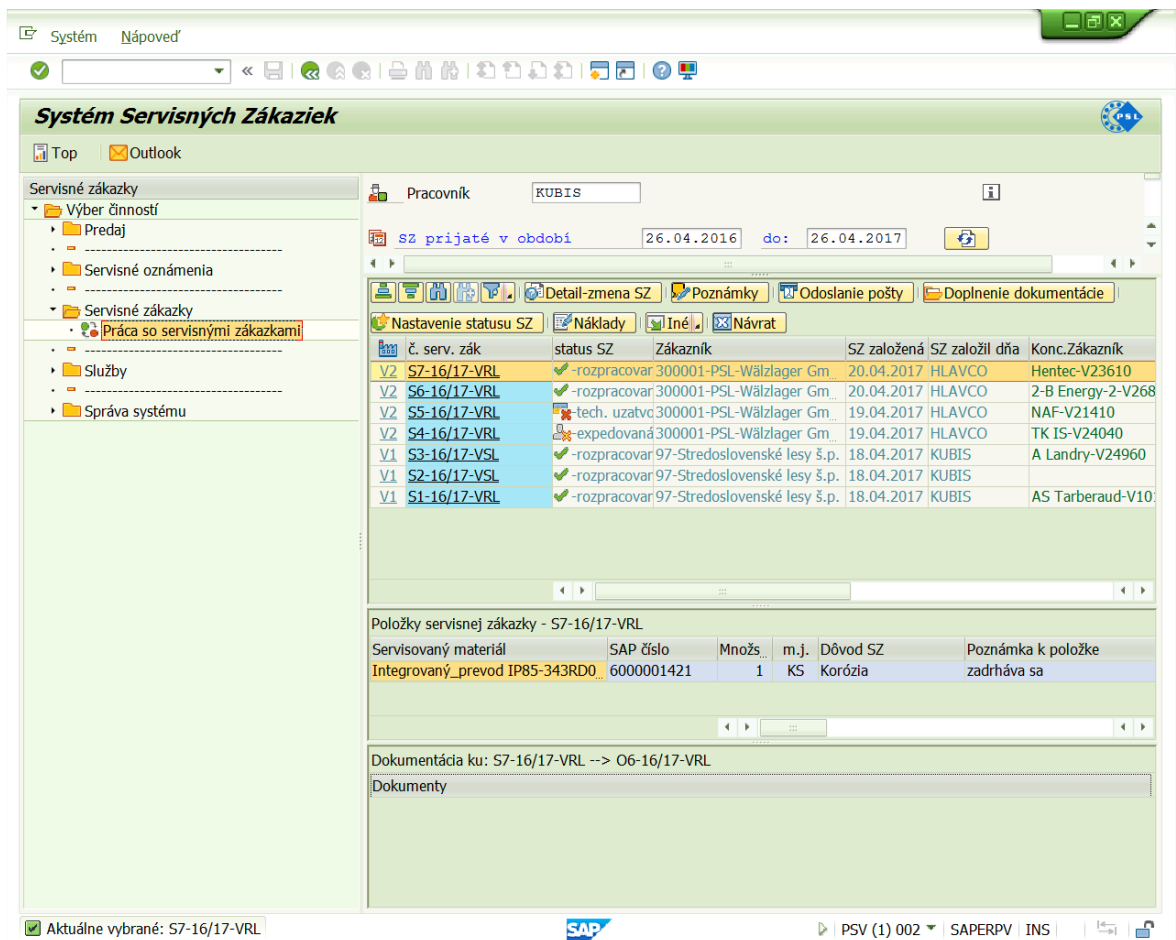 Systém Nápoveď
Systém Servisných Zákaziek
PSL
Top Outlook
Servisné zákazky
Výber činností
Predaj
---------------------------------
Servisné oznámenia
---------------------------------
Servisné zákazky
Práca so servisnými zákazkami
---------------------------------
Služby
---------------------------------
Správa systému
Pracovník KUBIS
SZ prijaté v období 26.04.2016 do: 26.04.2017
Detail-zmena SZ Poznámky Odoslanie pošty Doplnenie dokumentácie
Nastavenie statusu SZ Náklady Iné Návrat
č. serv. zák status SZ Zákazník SZ založená SZ založil dňa Konc.Zákazník
V2 S7-16/17-VRL -rozpracovar 300001-PSL-Wälzlager Gm… 20.04.2017 HLAVCO Hentec-V23610
V2 S6-16/17-VRL -rozpracovar 300001-PSL-Wälzlager Gm… 20.04.2017 HLAVCO 2-B Energy-2-V268
V2 S5-16/17-VRL -tech. uzatvo 300001-PSL-Wälzlager Gm… 19.04.2017 HLAVCO NAF-V21410
V2 S4-16/17-VRL -expedovaná 300001-PSL-Wälzlager Gm… 19.04.2017 HLAVCO TK IS-V24040
V1 S3-16/17-VSL -rozpracovar 97-Stredoslovenské lesy š.p. 18.04.2017 KUBIS A Landry-V24960
V1 S2-16/17-VSL -rozpracovar 97-Stredoslovenské lesy š.p. 18.04.2017 KUBIS
V1 S1-16/17-VRL -rozpracovar 97-Stredoslovenské lesy š.p. 18.04.2017 KUBIS AS Tarberaud-V10
Položky servisnej zákazky - S7-16/17-VRL
Servisovaný materiál SAP číslo Množs… m.j. Dôvod SZ Poznámka k položke
Integrovaný_prevod IP85-343RD0… 6000001421 1 KS Korózia zadrháva sa
Dokumentácia ku: S7-16/17-VRL --> O6-16/17-VRL
Dokumenty
Aktuálne vybrané: S7-16/17-VRL SAP PSV (1) 002 SAPERPV INS